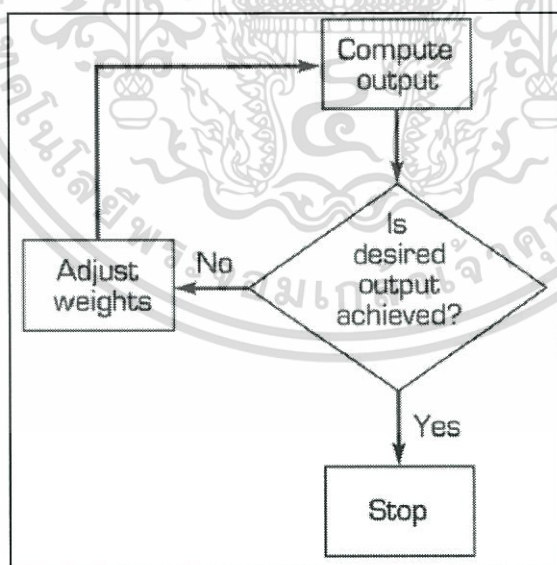 Compute
output
Is
desired
output
achieved?
No
Adjust
weights
Yes
Stop